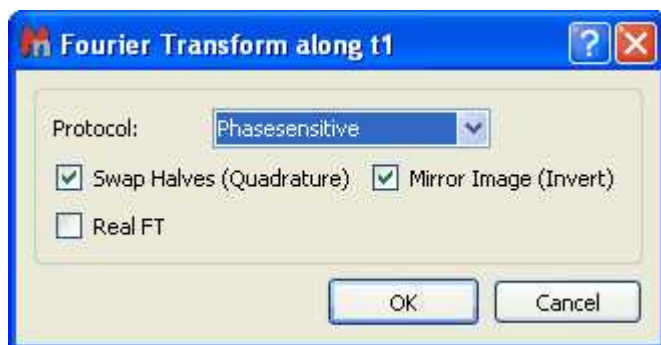 Fourier Transform along t1
Protocol: Phasesensitive
Swap Halves (Quadrature) Mirror Image (Invert)
Real FT
OK Cancel